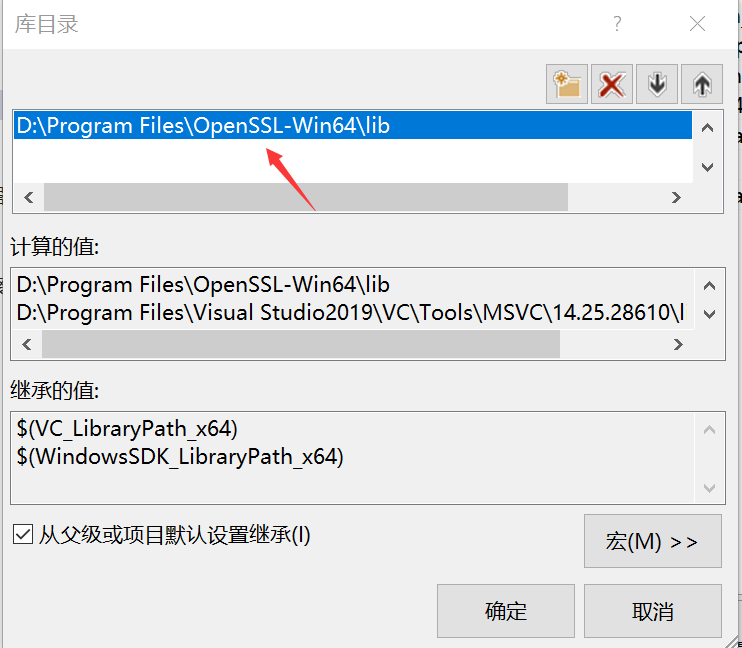 库目录
D:\Program Files\OpenSSL-Win64\lib
计算的值:
D:\Program Files\OpenSSL-Win64\lib
D:\Program Files\Visual Studio2019\VC\Tools\MSVC\14.25.28610\l
继承的值:
$(VC_LibraryPath_x64)
$(WindowsSDK_LibraryPath_x64)
从父级或项目默认设置继承(I)
宏(M) >>
确定
取消